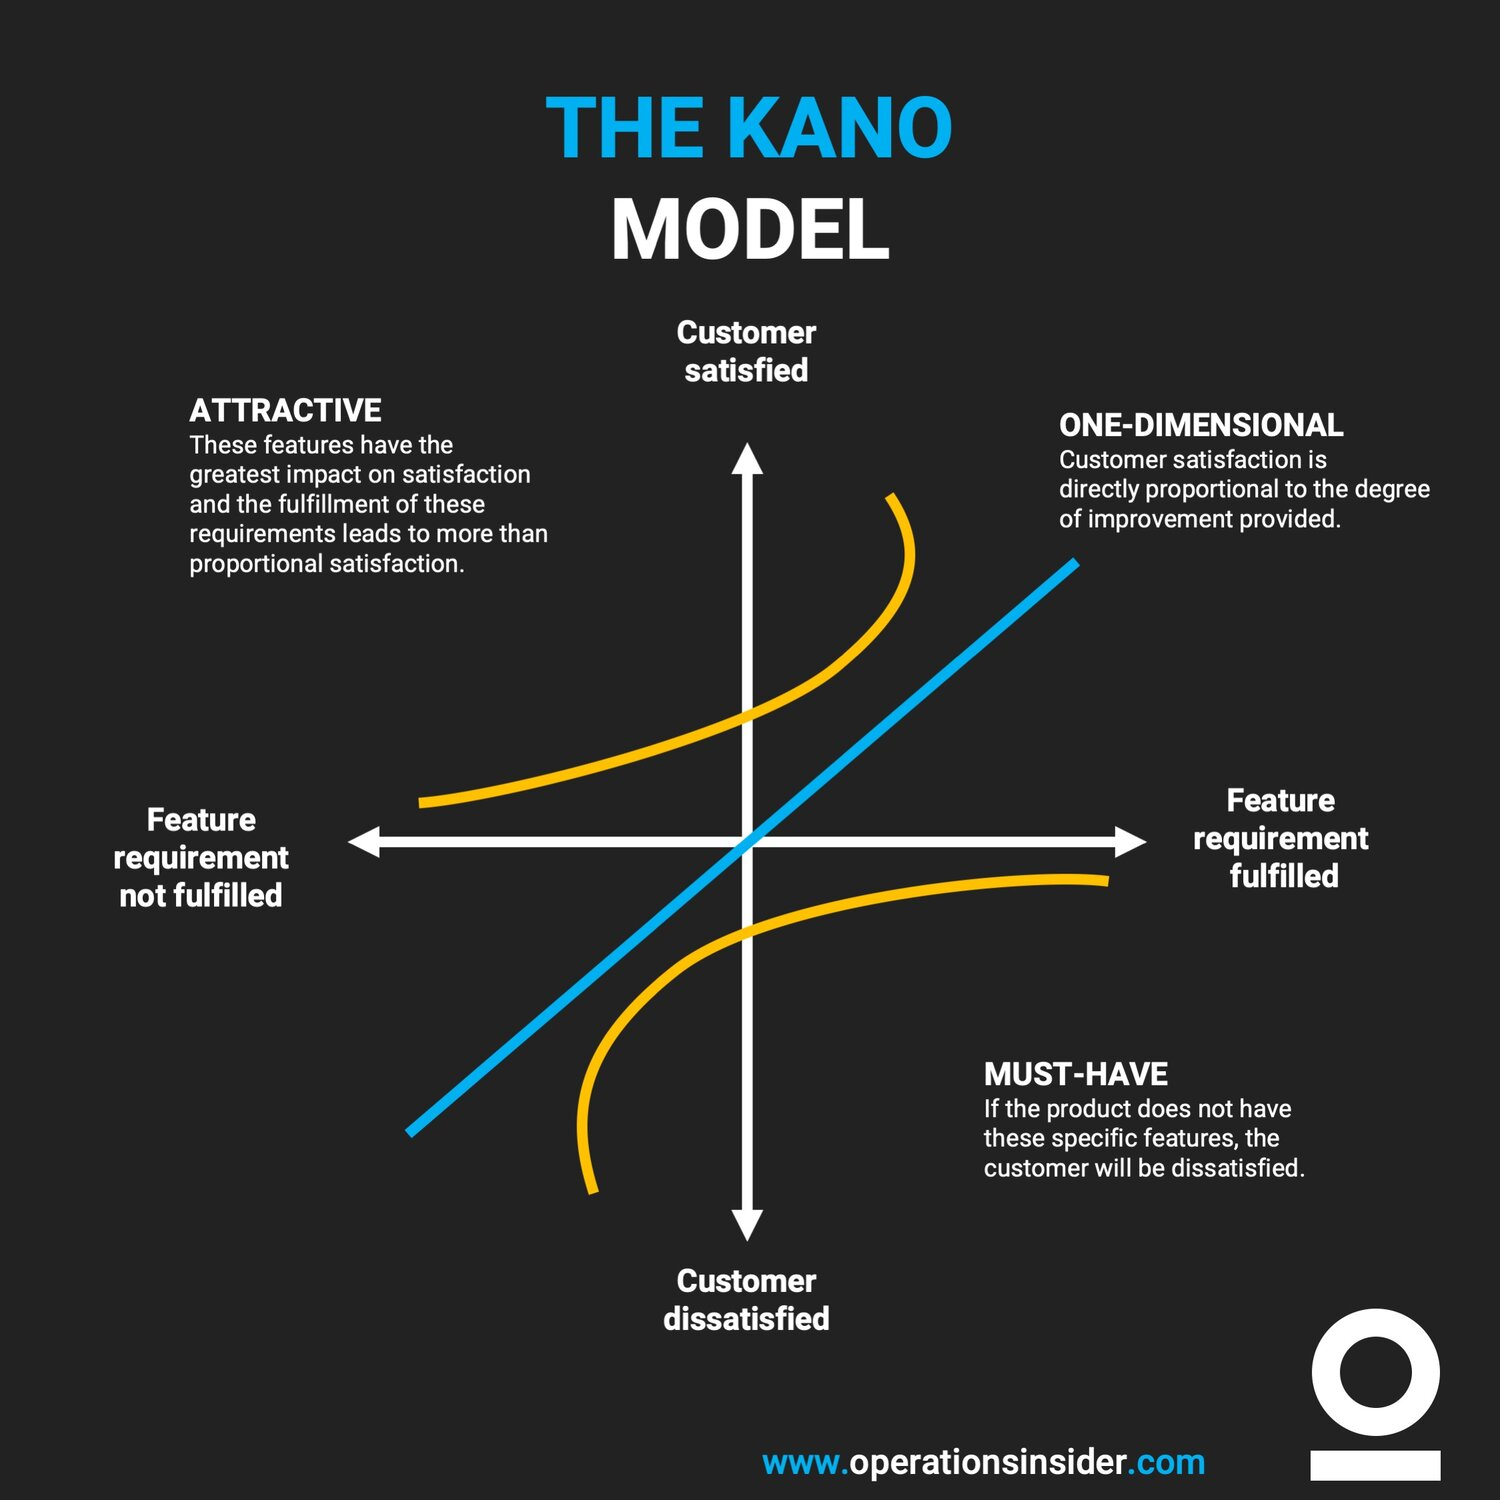 THE KANO
MODEL
Customer
satisfied
ATTRACTIVE
These features have the
greatest impact on satisfaction
and the fulfillment of these
requirements leads to more than
proportional satisfaction.
ONE-DIMENSIONAL
Customer satisfaction is
directly proportional to the degree
of improvement provided.
Feature
requirement
not fulfilled
Feature
requirement
fulfilled
MUST-HAVE
If the product does not have
these specific features, the
customer will be dissatisfied.
Customer
dissatisfied
www.operationsinsider.com